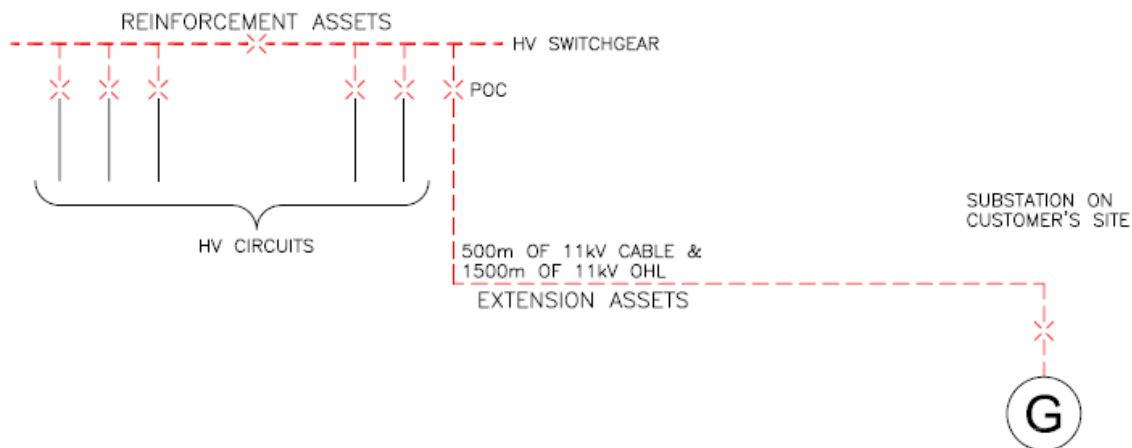 REINFORCEMENT ASSETS
HV SWITCHGEAR
POC
HV CIRCUITS
SUBSTATION ON
CUSTOMER'S SITE
500m OF 11kV CABLE &
1500m OF 11kV OHL
EXTENSION ASSETS
G